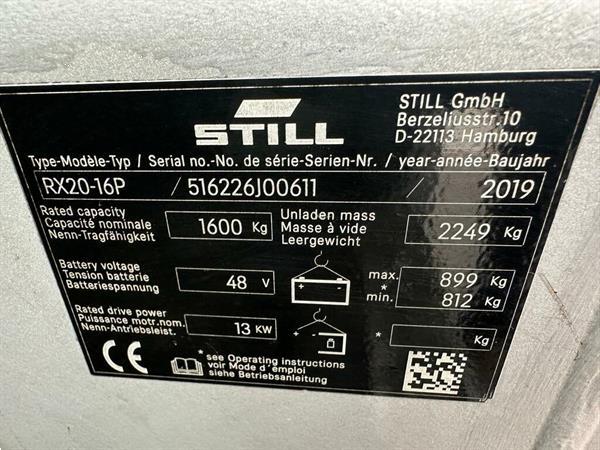 STILL
STILL GmbH
Berzeliusstr.10
D-22113 Hamburg
Type-Modèle-Typ / Serial no.-No. de série-Serien-Nr. / year-année-Baujahr
RX20-16P / 516226J00611 / 2019
Rated capacity
Capacité nominale
Nenn-Tragfähigkeit
1600 Kg
Unladen mass
Masse à vide
Leergewicht
2249 Kg
Battery voltage
Tension batterie
Batteriespannung
48 V
max. 899 Kg
*
min. 812 Kg
Rated drive power
Puissance motr.nom.
Nenn-Antriebsleist.
13 KW
* Kg
CE
*see Operating instructions
voir Mode d'emploi
siehe Betriebsanleitung